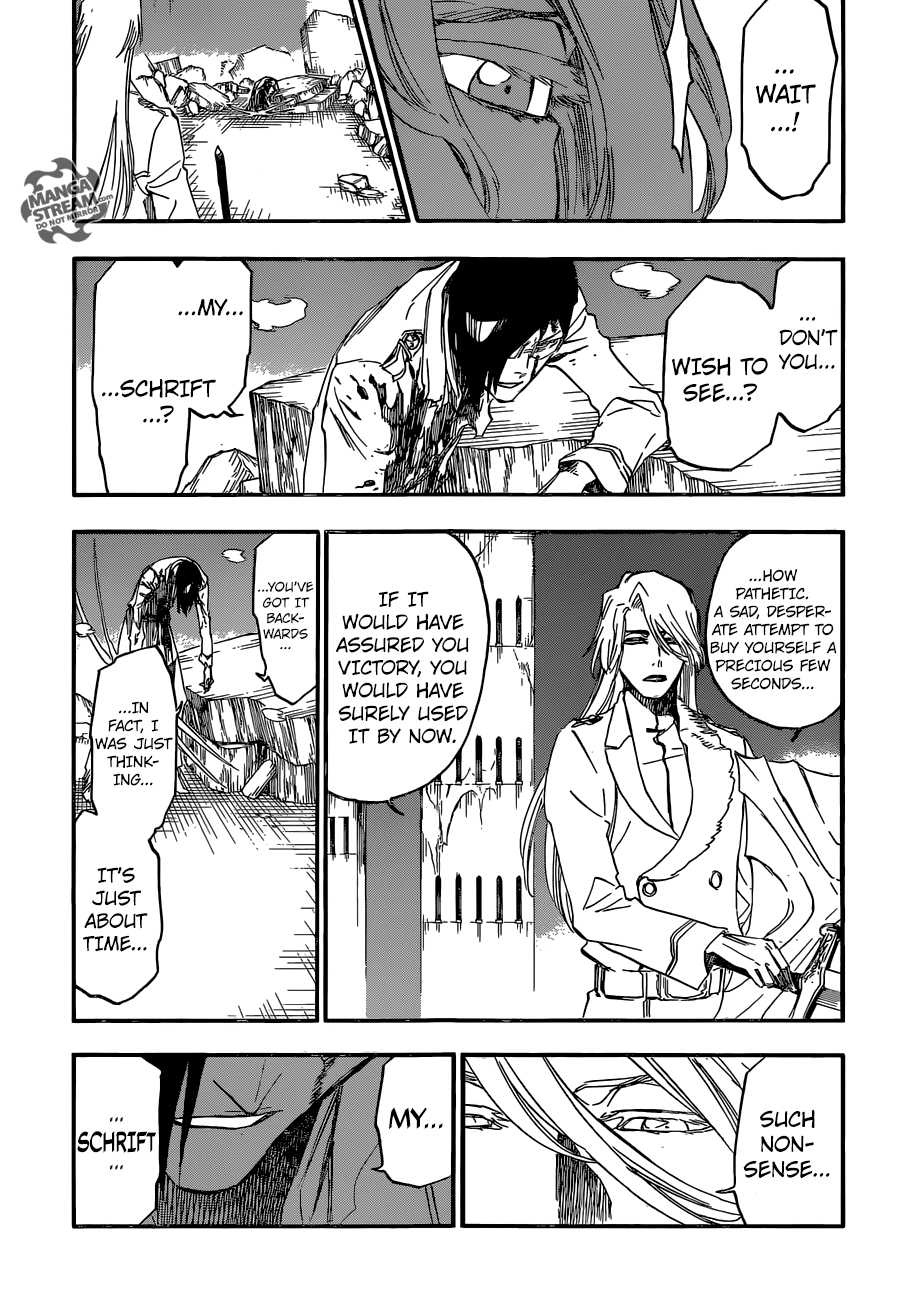 ...
WAIT
...!
MANGA
STREAM.com
DO NOT MIRROR
...
DON'T
YOU...
WISH TO
SEE...?
...MY...
...SCHRIFT
...?
...HOW
PATHETIC.
A SAD, DESPER-
ATE ATTEMPT TO
BUY YOURSELF A
PRECIOUS FEW
SECONDS...
IF IT
WOULD HAVE
ASSURED YOU
VICTORY, YOU
WOULD HAVE
SURELY USED
IT BY NOW.
...YOU'VE
GOT IT
BACK-
WARDS
...
...IN
FACT, I
WAS JUST
THINK-
ING...
IT'S
JUST
ABOUT
TIME...
SUCH
NON-
SENSE...
MY...
...
SCHRIFT
...